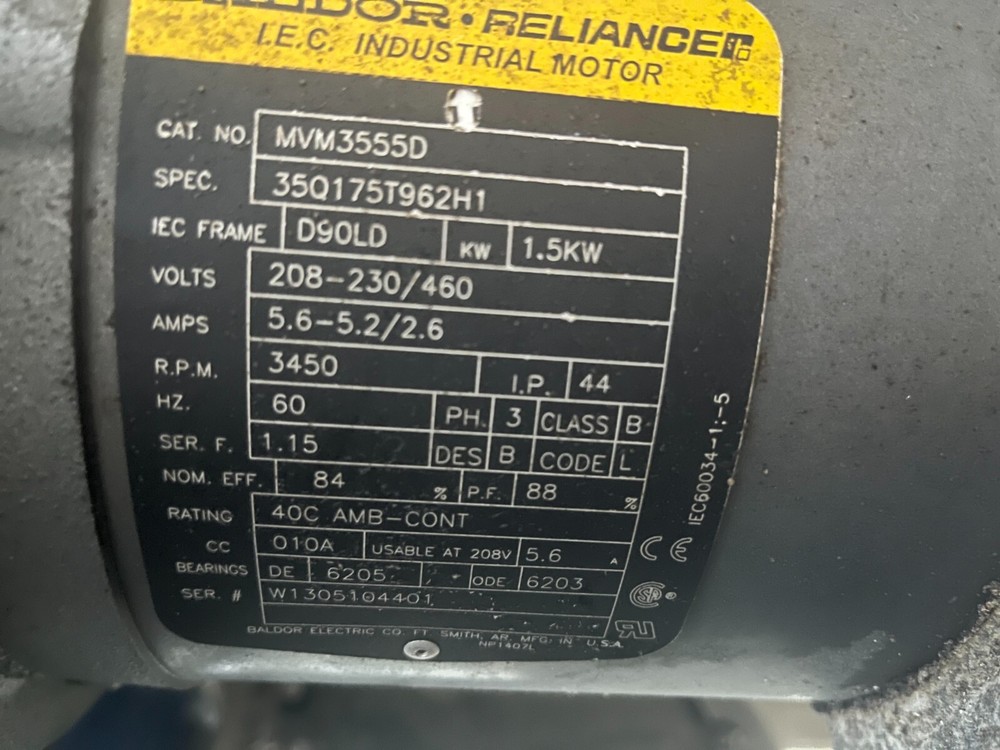 BALDOR • RELIANCE
I.E.C. INDUSTRIAL MOTOR
CAT. NO. MVM3555D
SPEC. 35Q175T962H1
IEC FRAME D90LD KW 1.5KW
VOLTS 208-230/460
AMPS 5.6-5.2/2.6
R.P.M. 3450 I.P. 44
HZ. 60 PH. 3 CLASS B
SER. F. 1.15 DES B CODE L
NOM. EFF. 84 % P.F. 88 %
RATING 40C AMB-CONT
CC 010A USABLE AT 208V 5.6 A
BEARINGS DE 6205 ODE 6203
SER. # W1305104401
BALDOR ELECTRIC CO. FT. SMITH, AR. MFG. IN U.S.A.
NP1407L
IEC60034-1;-5
CE